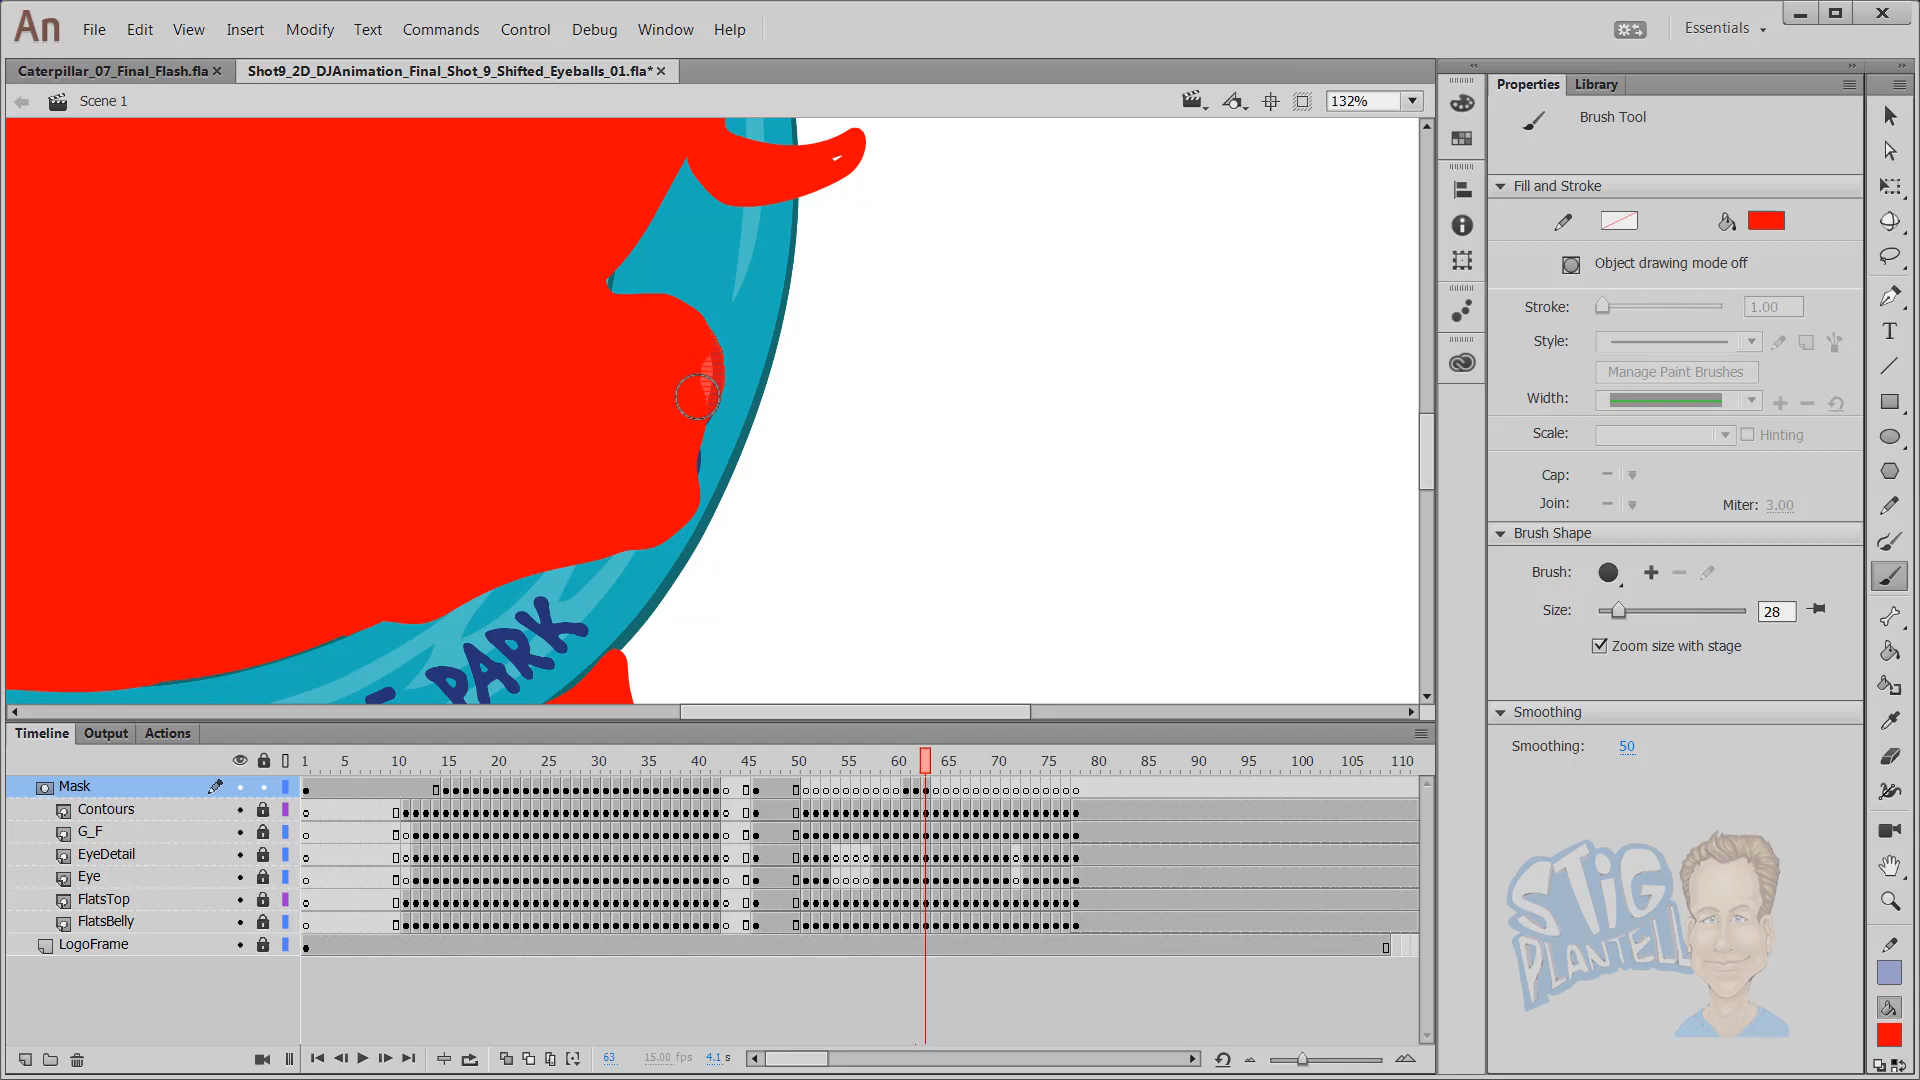 An File Edit View Insert Modify Text Commands Control Debug Window Help Essentials
Caterpillar_07_Final_Flash.fla × Shot9_2D_DJAnimation_Final_Shot_9_Shifted_Eyeballs_01.fla* ×
Scene 1 132%
Properties Library
Brush Tool
Fill and Stroke
Object drawing mode off
Stroke: 1.00
Style:
Manage Paint Brushes
Width:
Scale: Hinting
Cap:
Join: Miter: 3.00
Brush Shape
Brush:
Size: 28
Zoom size with stage
Smoothing
Smoothing: 50
PARK
Timeline Output Actions
1 5 10 15 20 25 30 35 40 45 50 55 60 65 70 75 80 85 90 95 100 105 110
Mask
Contours
G_F
EyeDetail
Eye
FlatsTop
FlatsBelly
LogoFrame
63 15.00 fps 4.1 s
STiG
PLANTELL